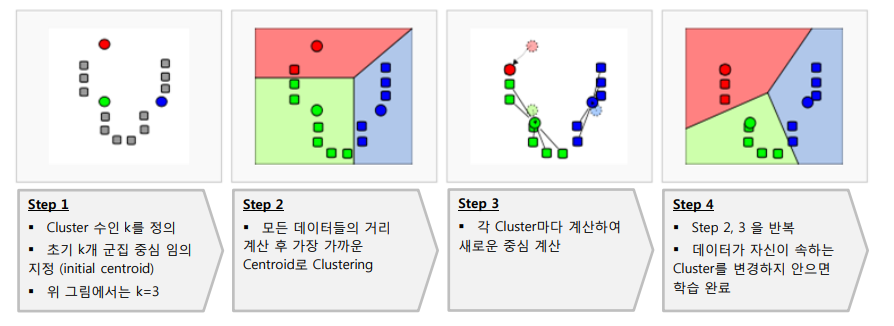 Step 1
▪ Cluster 수인 k를 정의
▪ 초기 k개 군집 중심 임의
지정 (initial centroid)
▪ 위 그림에서는 k=3
Step 2
▪ 모든 데이터들의 거리
계산 후 가장 가까운
Centroid로 Clustering
Step 3
▪ 각 Cluster마다 계산하여
새로운 중심 계산
Step 4
▪ Step 2, 3 을 반복
▪ 데이터가 자신이 속하는
Cluster를 변경하지 안으면
학습 완료